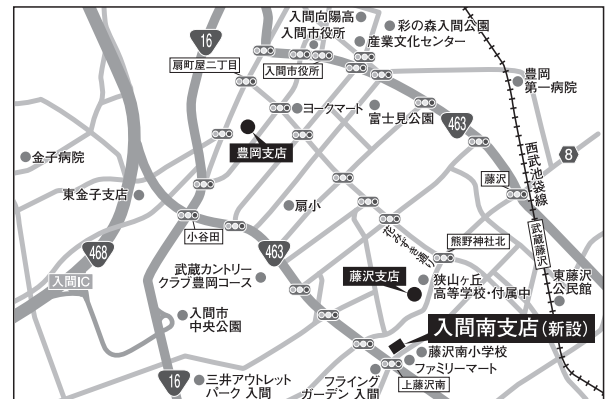 入間向陽高
入間市役所
彩の森入間公園
産業文化センター
16
扇町屋二丁目
入間市役所
豊岡
第一病院
ヨークマート
富士見公園
463
豊岡支店
金子病院
西武池袋線
8
藤沢
東金子支店
扇小
小谷田
花みずき通り
熊野神社北
武蔵藤沢
468
463
入間IC
武蔵カントリー
クラブ豊岡コース
藤沢支店
狭山ヶ丘
高等学校・付属中
東藤沢
公民館
入間市
中央公園
入間南支店(新設)
藤沢南小学校
ファミリーマート
16
三井アウトレット
パーク 入間
フライング
ガーデン 入間
上藤沢南